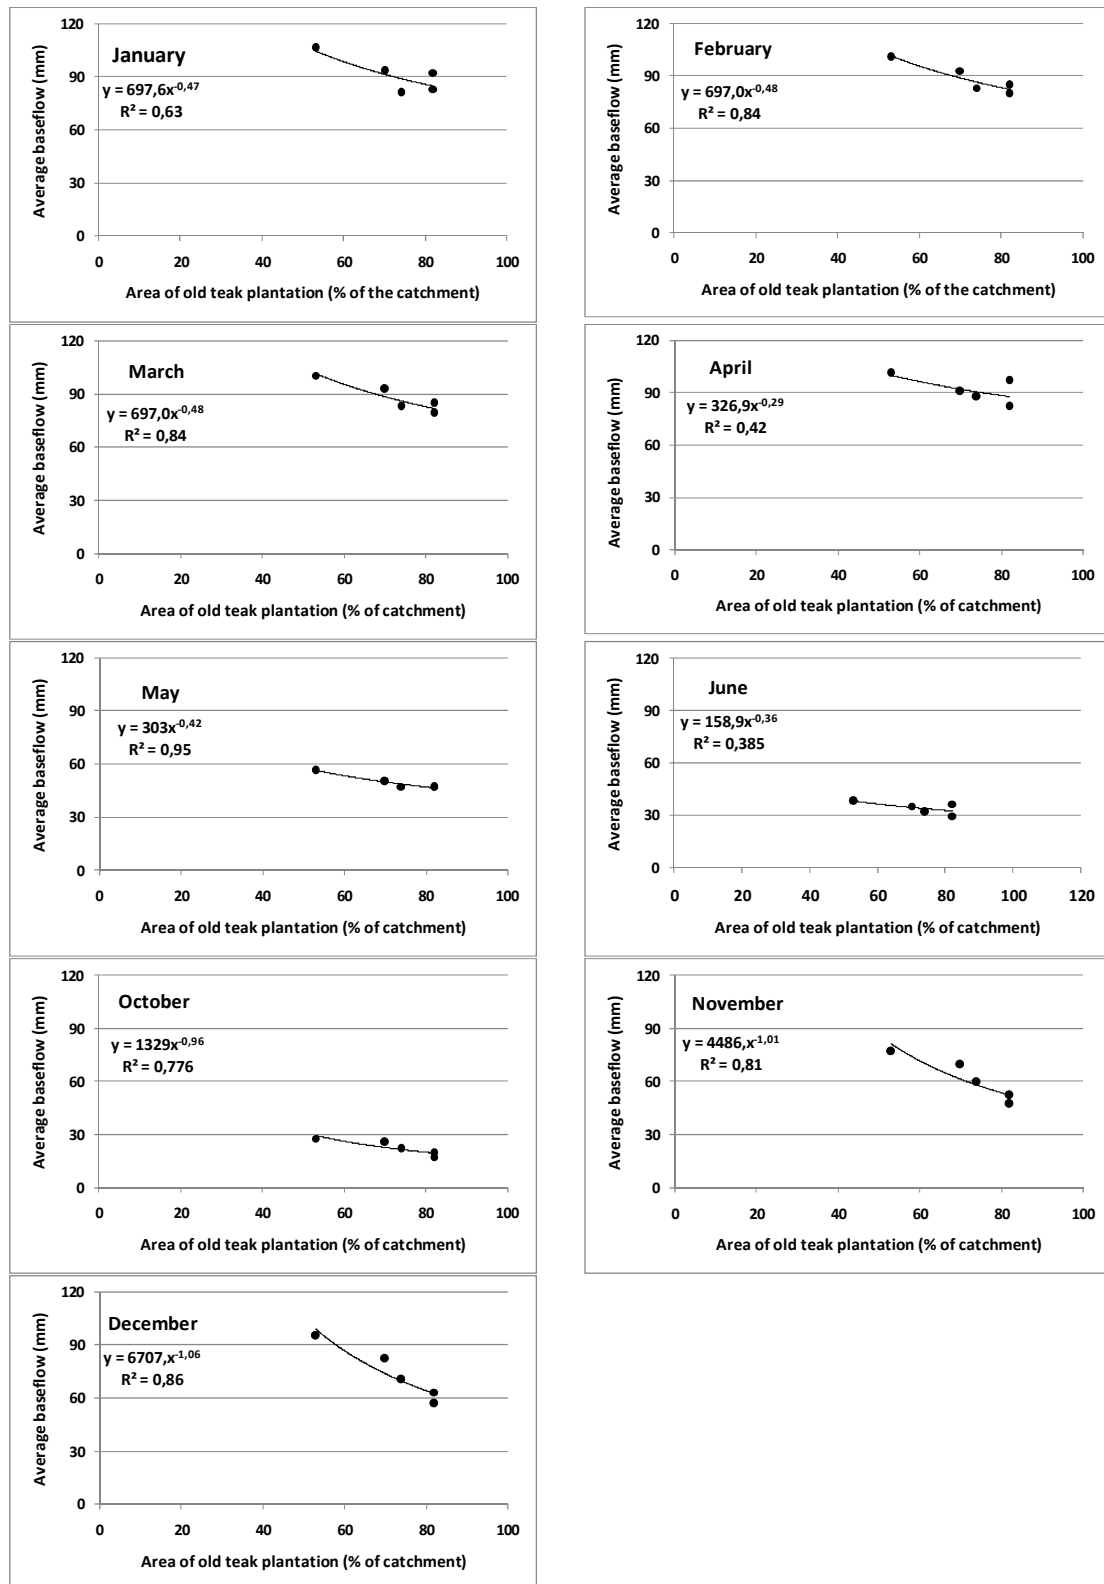 January
y = 697,6x-0,47
R² = 0,63
Average baseflow (mm)
120
90
60
30
0
0 20 40 60 80 100
Area of old teak plantation (% of the catchment)
February
y = 697,0x-0,48
R² = 0,84
Average baseflow (mm)
120
90
60
30
0
0 20 40 60 80 100
Area of old teak plantation (% of the catchment)
March
y = 697,0x-0,48
R² = 0,84
Average baseflow (mm)
120
90
60
30
0
0 20 40 60 80 100
Area of old teak plantation (% of catchment)
April
y = 326,9x-0,29
R² = 0,42
Average baseflow (mm)
120
90
60
30
0
0 20 40 60 80 100
Area of old teak plantation (% of catchment)
May
y = 303x-0,42
R² = 0,95
Average baseflow (mm)
120
90
60
30
0
0 20 40 60 80 100
Area of old teak plantation (% of catchment)
June
y = 158,9x-0,36
R² = 0,385
Average baseflow (mm)
120
90
60
30
0
0 20 40 60 80 100 120
Area of old teak plantation (% of catchment)
October
y = 1329x-0,96
R² = 0,776
Average baseflow (mm)
120
90
60
30
0
0 20 40 60 80 100
Area of old teak plantation (% of catchment)
November
y = 4486,x-1,01
R² = 0,81
Average baseflow (mm)
120
90
60
30
0
0 20 40 60 80 100
Area of old teak plantation (% of catchment)
December
y = 6707,x-1,06
R² = 0,86
Average baseflow (mm)
120
90
60
30
0
0 20 40 60 80 100
Area of old teak plantation (% of catchment)